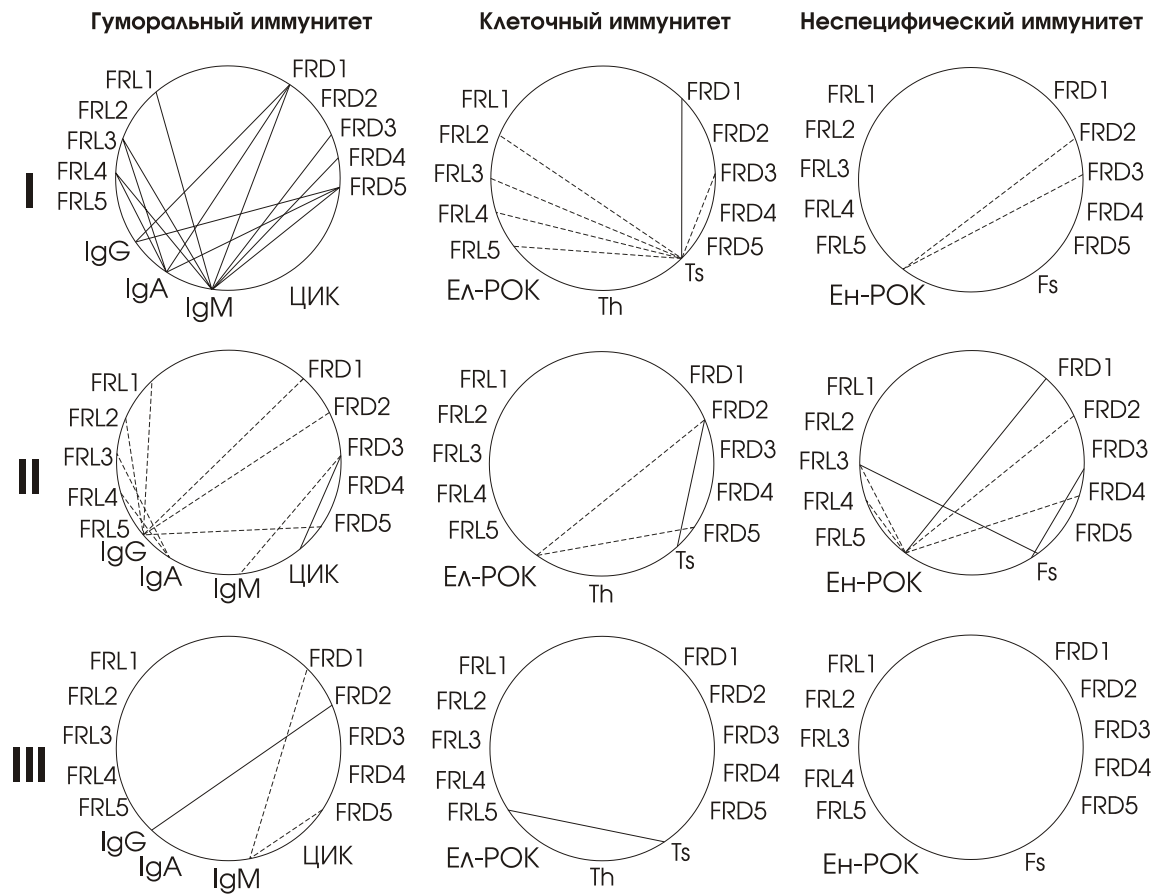 Гуморальный иммунитет
Клеточный иммунитет
Неспецифический иммунитет
I
FRL1
FRL2
FRL3
FRL4
FRL5
IgG
IgA
IgM
ЦИК
FRD1
FRD2
FRD3
FRD4
FRD5
FRL1
FRL2
FRL3
FRL4
FRL5
Ел-РОК
Th
Ts
FRD1
FRD2
FRD3
FRD4
FRD5
FRL1
FRL2
FRL3
FRL4
FRL5
Ен-РОК
Fs
FRD1
FRD2
FRD3
FRD4
FRD5
II
FRL1
FRL2
FRL3
FRL4
FRL5
IgG
IgA
IgM
ЦИК
FRD1
FRD2
FRD3
FRD4
FRD5
FRL1
FRL2
FRL3
FRL4
FRL5
Ел-РОК
Th
Ts
FRD1
FRD2
FRD3
FRD4
FRD5
FRL1
FRL2
FRL3
FRL4
FRL5
Ен-РОК
Fs
FRD1
FRD2
FRD3
FRD4
FRD5
III
FRL1
FRL2
FRL3
FRL4
FRL5
IgG
IgA
IgM
ЦИК
FRD1
FRD2
FRD3
FRD4
FRD5
FRL1
FRL2
FRL3
FRL4
FRL5
Ел-РОК
Th
Ts
FRD1
FRD2
FRD3
FRD4
FRD5
FRL1
FRL2
FRL3
FRL4
FRL5
Ен-РОК
Fs
FRD1
FRD2
FRD3
FRD4
FRD5